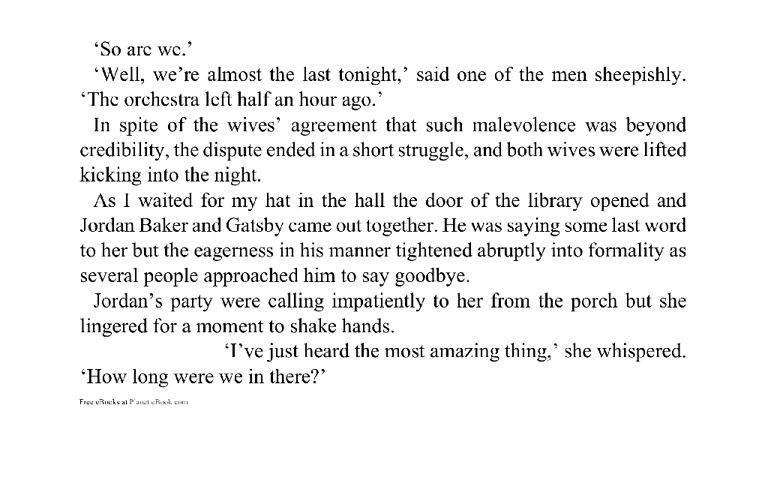 ‘So are we.’
‘Well, we’re almost the last tonight,’ said one of the men sheepishly.
‘The orchestra left half an hour ago.’
In spite of the wives’ agreement that such malevolence was beyond
credibility, the dispute ended in a short struggle, and both wives were lifted
kicking into the night.
As I waited for my hat in the hall the door of the library opened and
Jordan Baker and Gatsby came out together. He was saying some last word
to her but the eagerness in his manner tightened abruptly into formality as
several people approached him to say goodbye.
Jordan’s party were calling impatiently to her from the porch but she
lingered for a moment to shake hands.
‘I’ve just heard the most amazing thing,’ she whispered.
‘How long were we in there?’
Free eBooks at Planet eBook.com